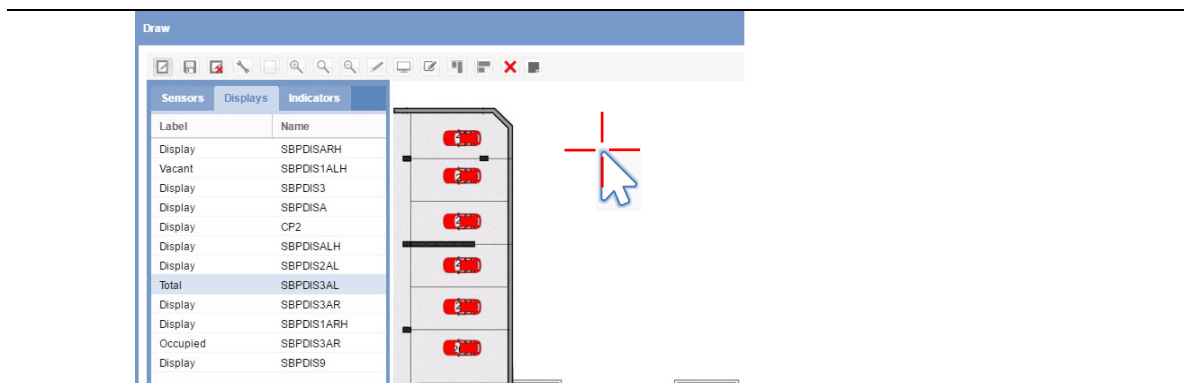 Draw
Sensors Displays Indicators
Label Name
Display SBPDISARH
Vacant SBPDIS1ALH
Display SBPDIS3
Display SBPDISA
Display CP2
Display SBPDISALH
Display SBPDIS2AL
Total SBPDIS3AL
Display SBPDIS3AR
Display SBPDIS1ARH
Occupied SBPDIS3AR
Display SBPDIS9